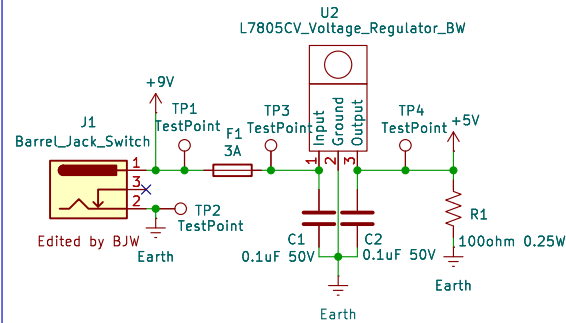 U2
L7805CV_Voltage_Regulator_BW
+9V
TP1
TestPoint
F1
3A
TP3
TestPoint
Input
Ground
Output
1
2
3
TP4
TestPoint
+5V
J1
Barrel_Jack_Switch
1
3
2
TP2
TestPoint
Edited by BJW
Earth
C1
0.1uF 50V
C2
0.1uF 50V
R1
100ohm 0.25W
Earth
Earth